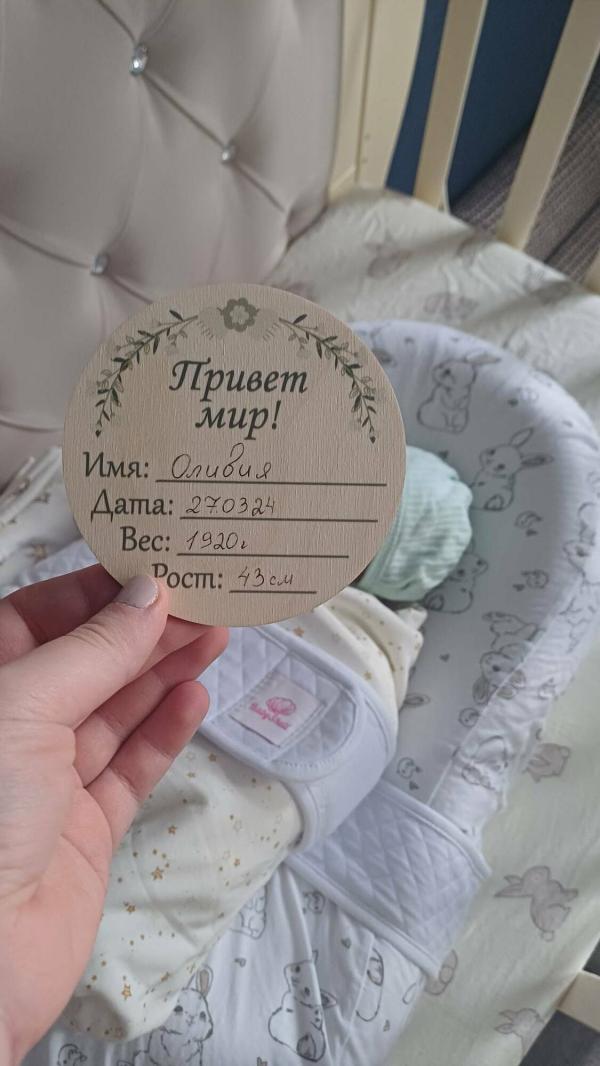 Привет
мир!
Имя: Оливия
Дата: 270324
Вес: 1920г
Рост: 43см